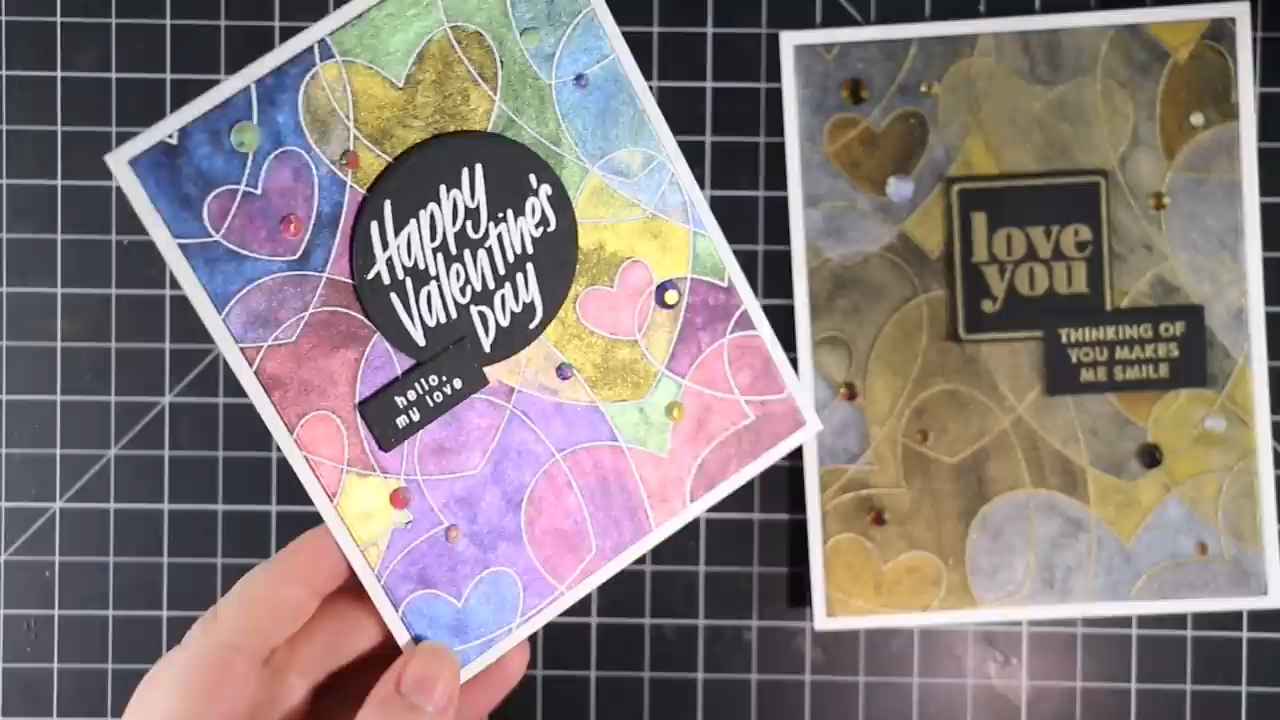 Happy
Valentine's
Day
hello,
my love
love
you
THINKING OF
YOU MAKES
ME SMILE